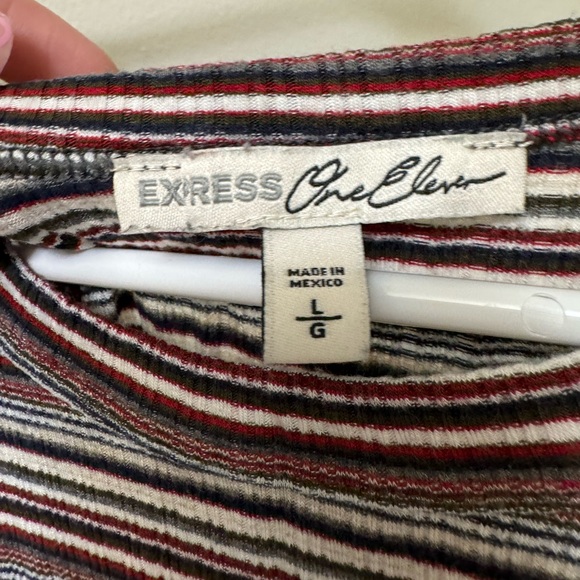 EXPRESS One Eleven
MADE IN
MEXICO
L
G